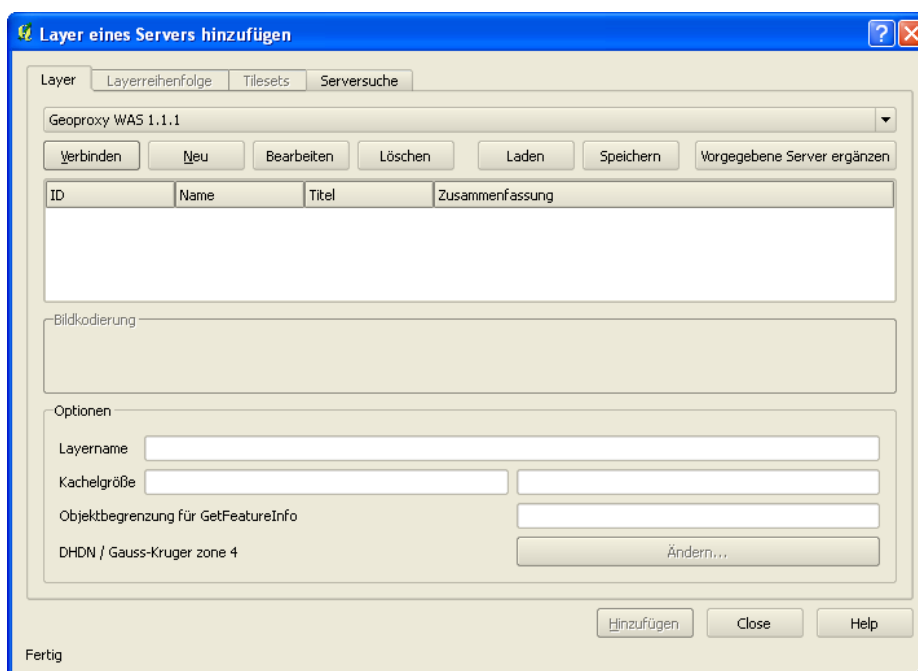 Layer eines Servers hinzufügen
Layer Layerreihenfolge Tilesets Serversuche
Geoproxy WAS 1.1.1
Verbinden Neu Bearbeiten Löschen Laden Speichern Vorgegebene Server ergänzen
ID Name Titel Zusammenfassung
Bildkodierung
Optionen
Layername
Kachelgröße
Objektbegrenzung für GetFeatureInfo
DHDN / Gauss-Kruger zone 4 Ändern...
Hinzufügen Close Help
Fertig